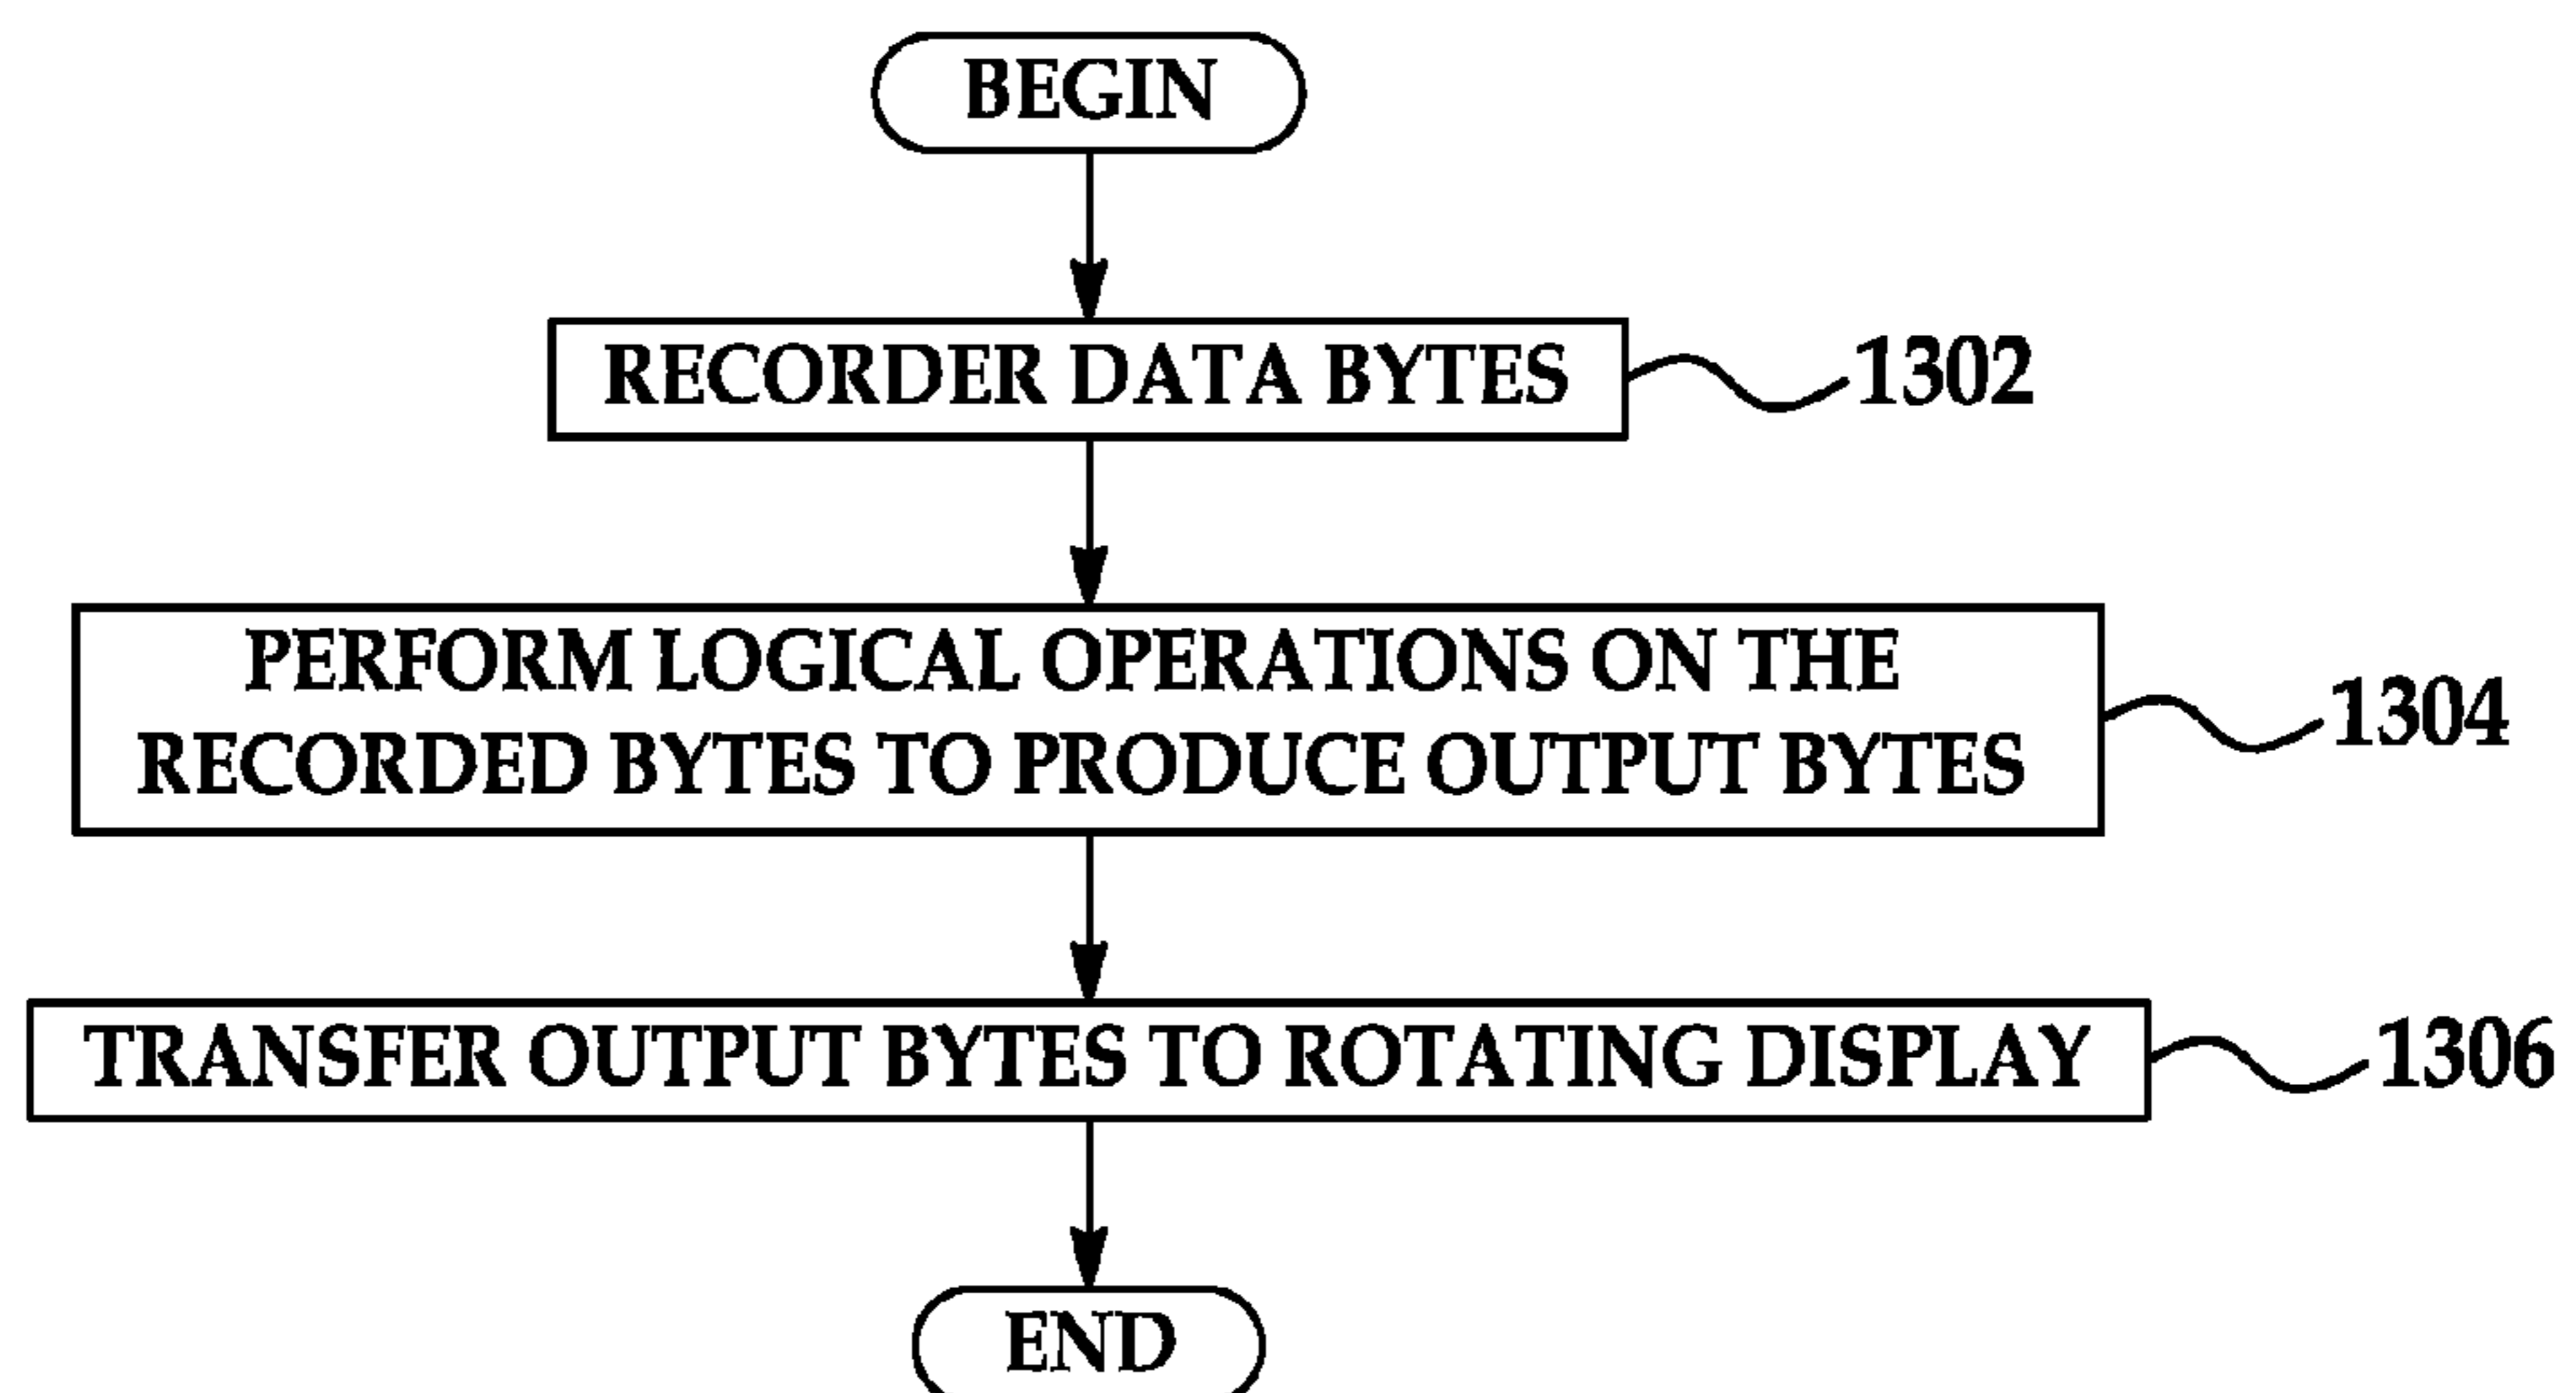 BEGIN
RECORDER DATA BYTES
1302
PERFORM LOGICAL OPERATIONS ON THE
RECORDED BYTES TO PRODUCE OUTPUT BYTES
1304
TRANSFER OUTPUT BYTES TO ROTATING DISPLAY
1306
END